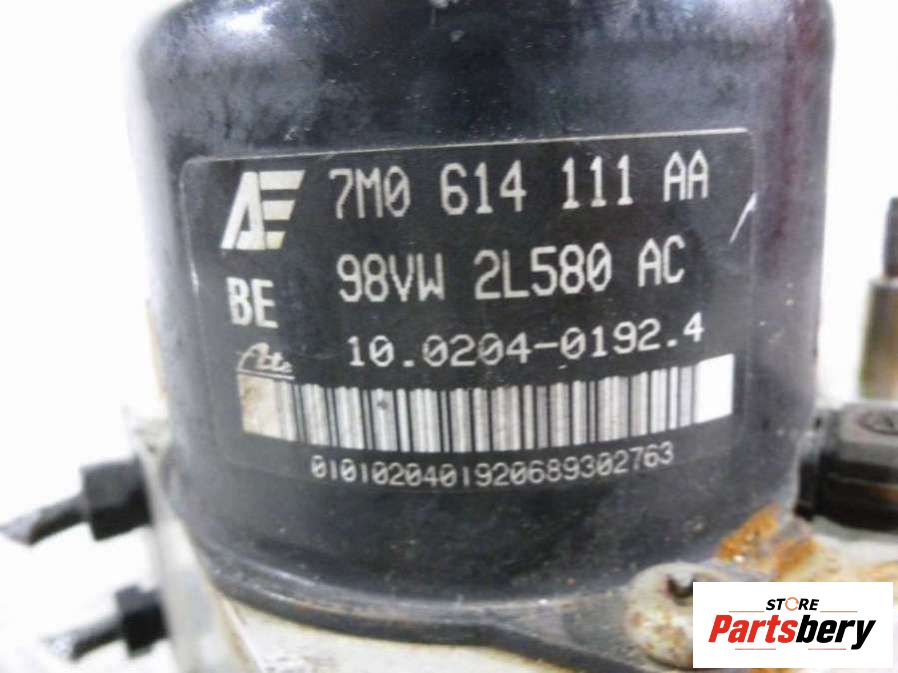 AE 7M0 614 111 AA
BE 98VW 2L580 AC
Ate 10.0204-0192.4
010102040192068930​2763
STORE
Partsbery